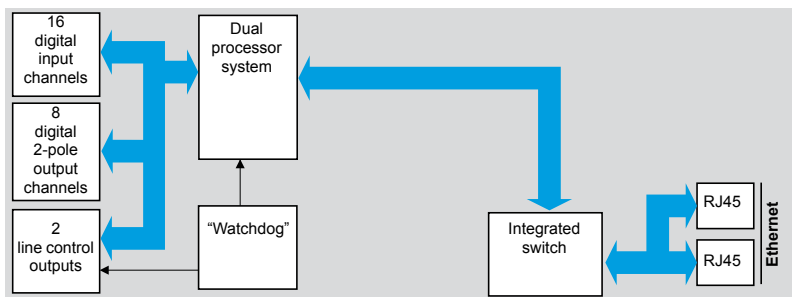 16
digital
input
channels
8
digital
2-pole
output
channels
2
line control
outputs
Dual
processor
system
“Watchdog”
Integrated
switch
RJ45
RJ45
Ethernet